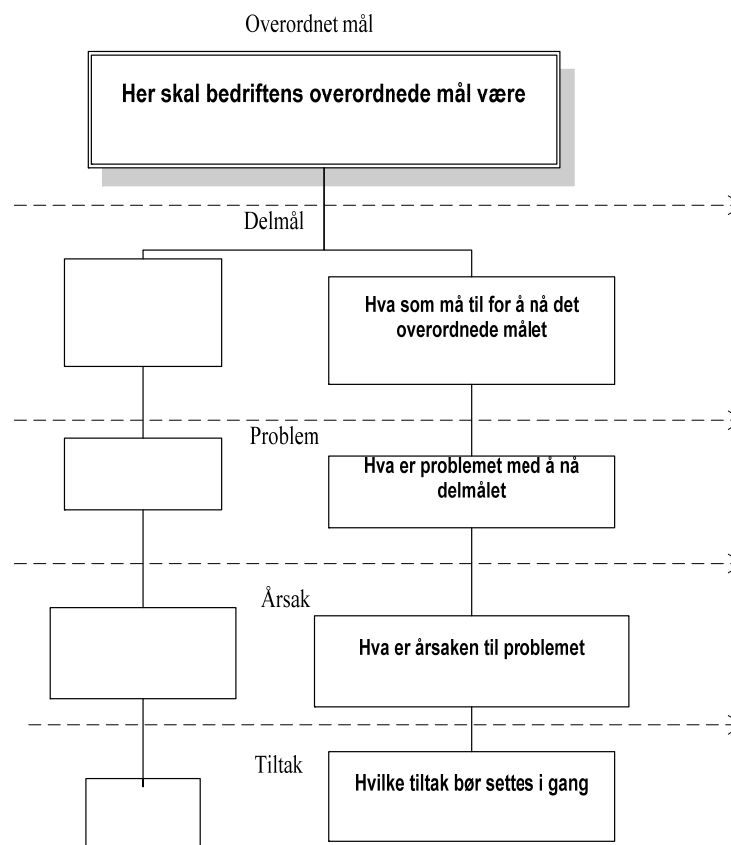 Overordnet mål
Her skal bedriftens overordnede mål være
Delmål
Hva som må til for å nå det
overordnede målet
Problem
Hva er problemet med å nå
delmålet
Årsak
Hva er årsaken til problemet
Tiltak
Hvilke tiltak bør settes i gang